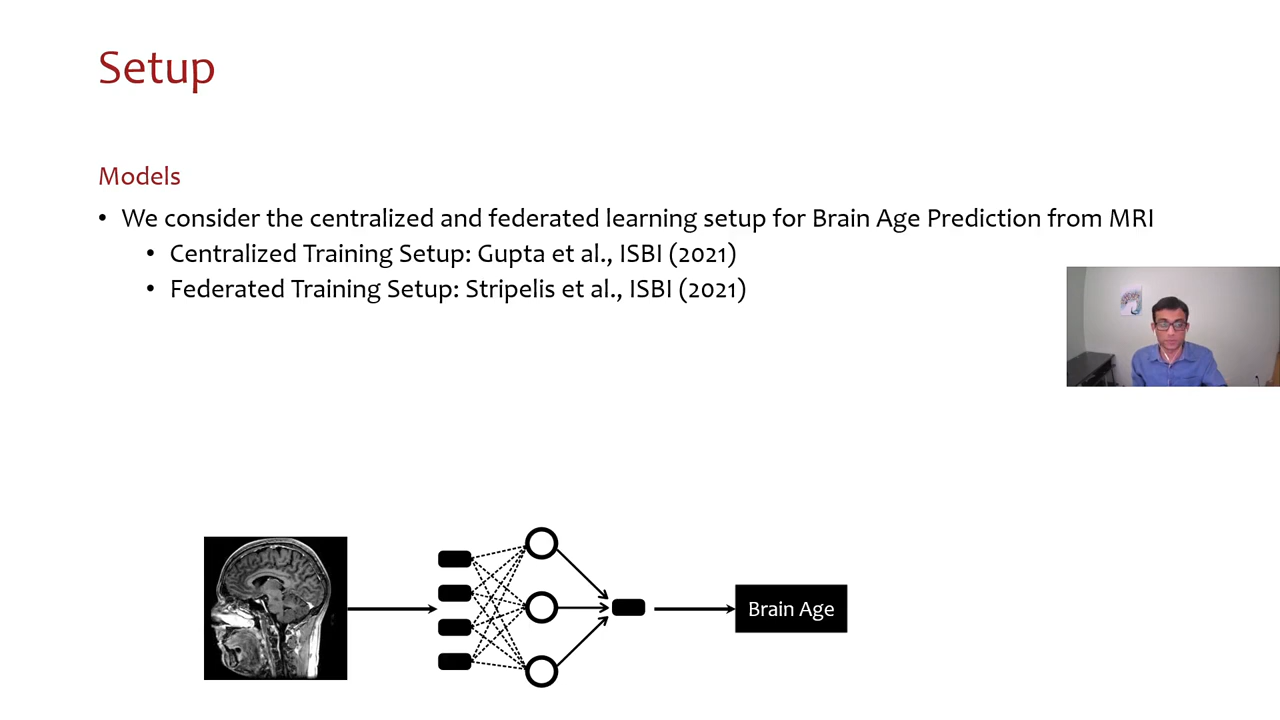 Setup
Models
• We consider the centralized and federated learning setup for Brain Age Prediction from MRI
• Centralized Training Setup: Gupta et al., ISBI (2021)
• Federated Training Setup: Stripelis et al., ISBI (2021)
Brain Age